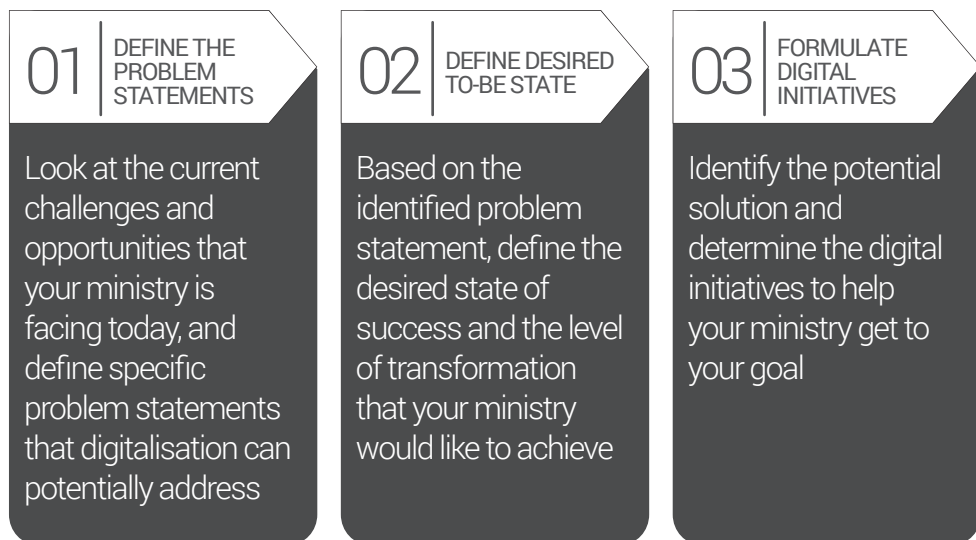 01
DEFINE THE
PROBLEM
STATEMENTS
Look at the current
challenges and
opportunities that
your ministry is
facing today, and
define specific
problem statements
that digitalisation can
potentially address
02
DEFINE DESIRED
TO-BE STATE
Based on the
identified problem
statement, define the
desired state of
success and the level
of transformation
that your ministry
would like to achieve
03
FORMULATE
DIGITAL
INITIATIVES
Identify the potential
solution and
determine the digital
initiatives to help
your ministry get to
your goal